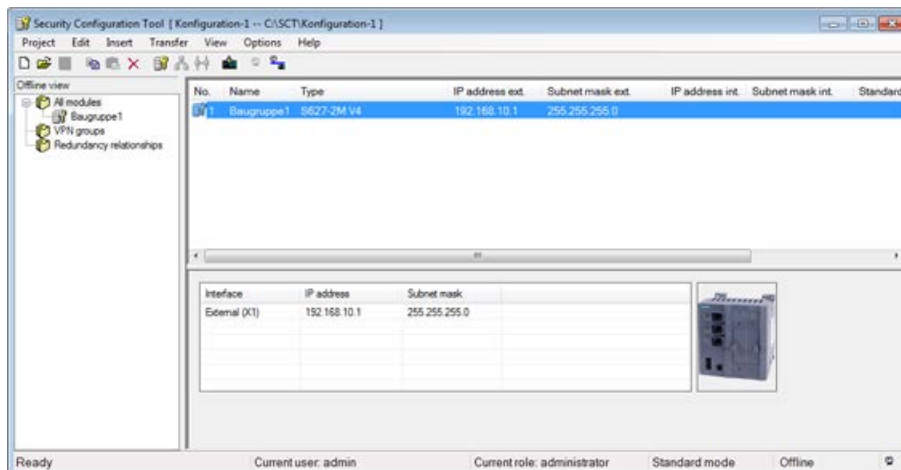 Security Configuration Tool [ Konfiguration-1 -- C:\SCT\Konfiguration-1 ]
Project Edit Insert Transfer View Options Help
Offline view
All modules
Baugruppe1
VPN groups
Redundancy relationships
No. Name Type IP address ext. Subnet mask ext. IP address int. Subnet mask int. Standard
1 Baugruppe1 S627-2M V4 192.168.10.1 255.255.255.0
Interface IP address Subnet mask
External (X1) 192.168.10.1 255.255.255.0
Ready Current user: admin Current role: administrator Standard mode Offline